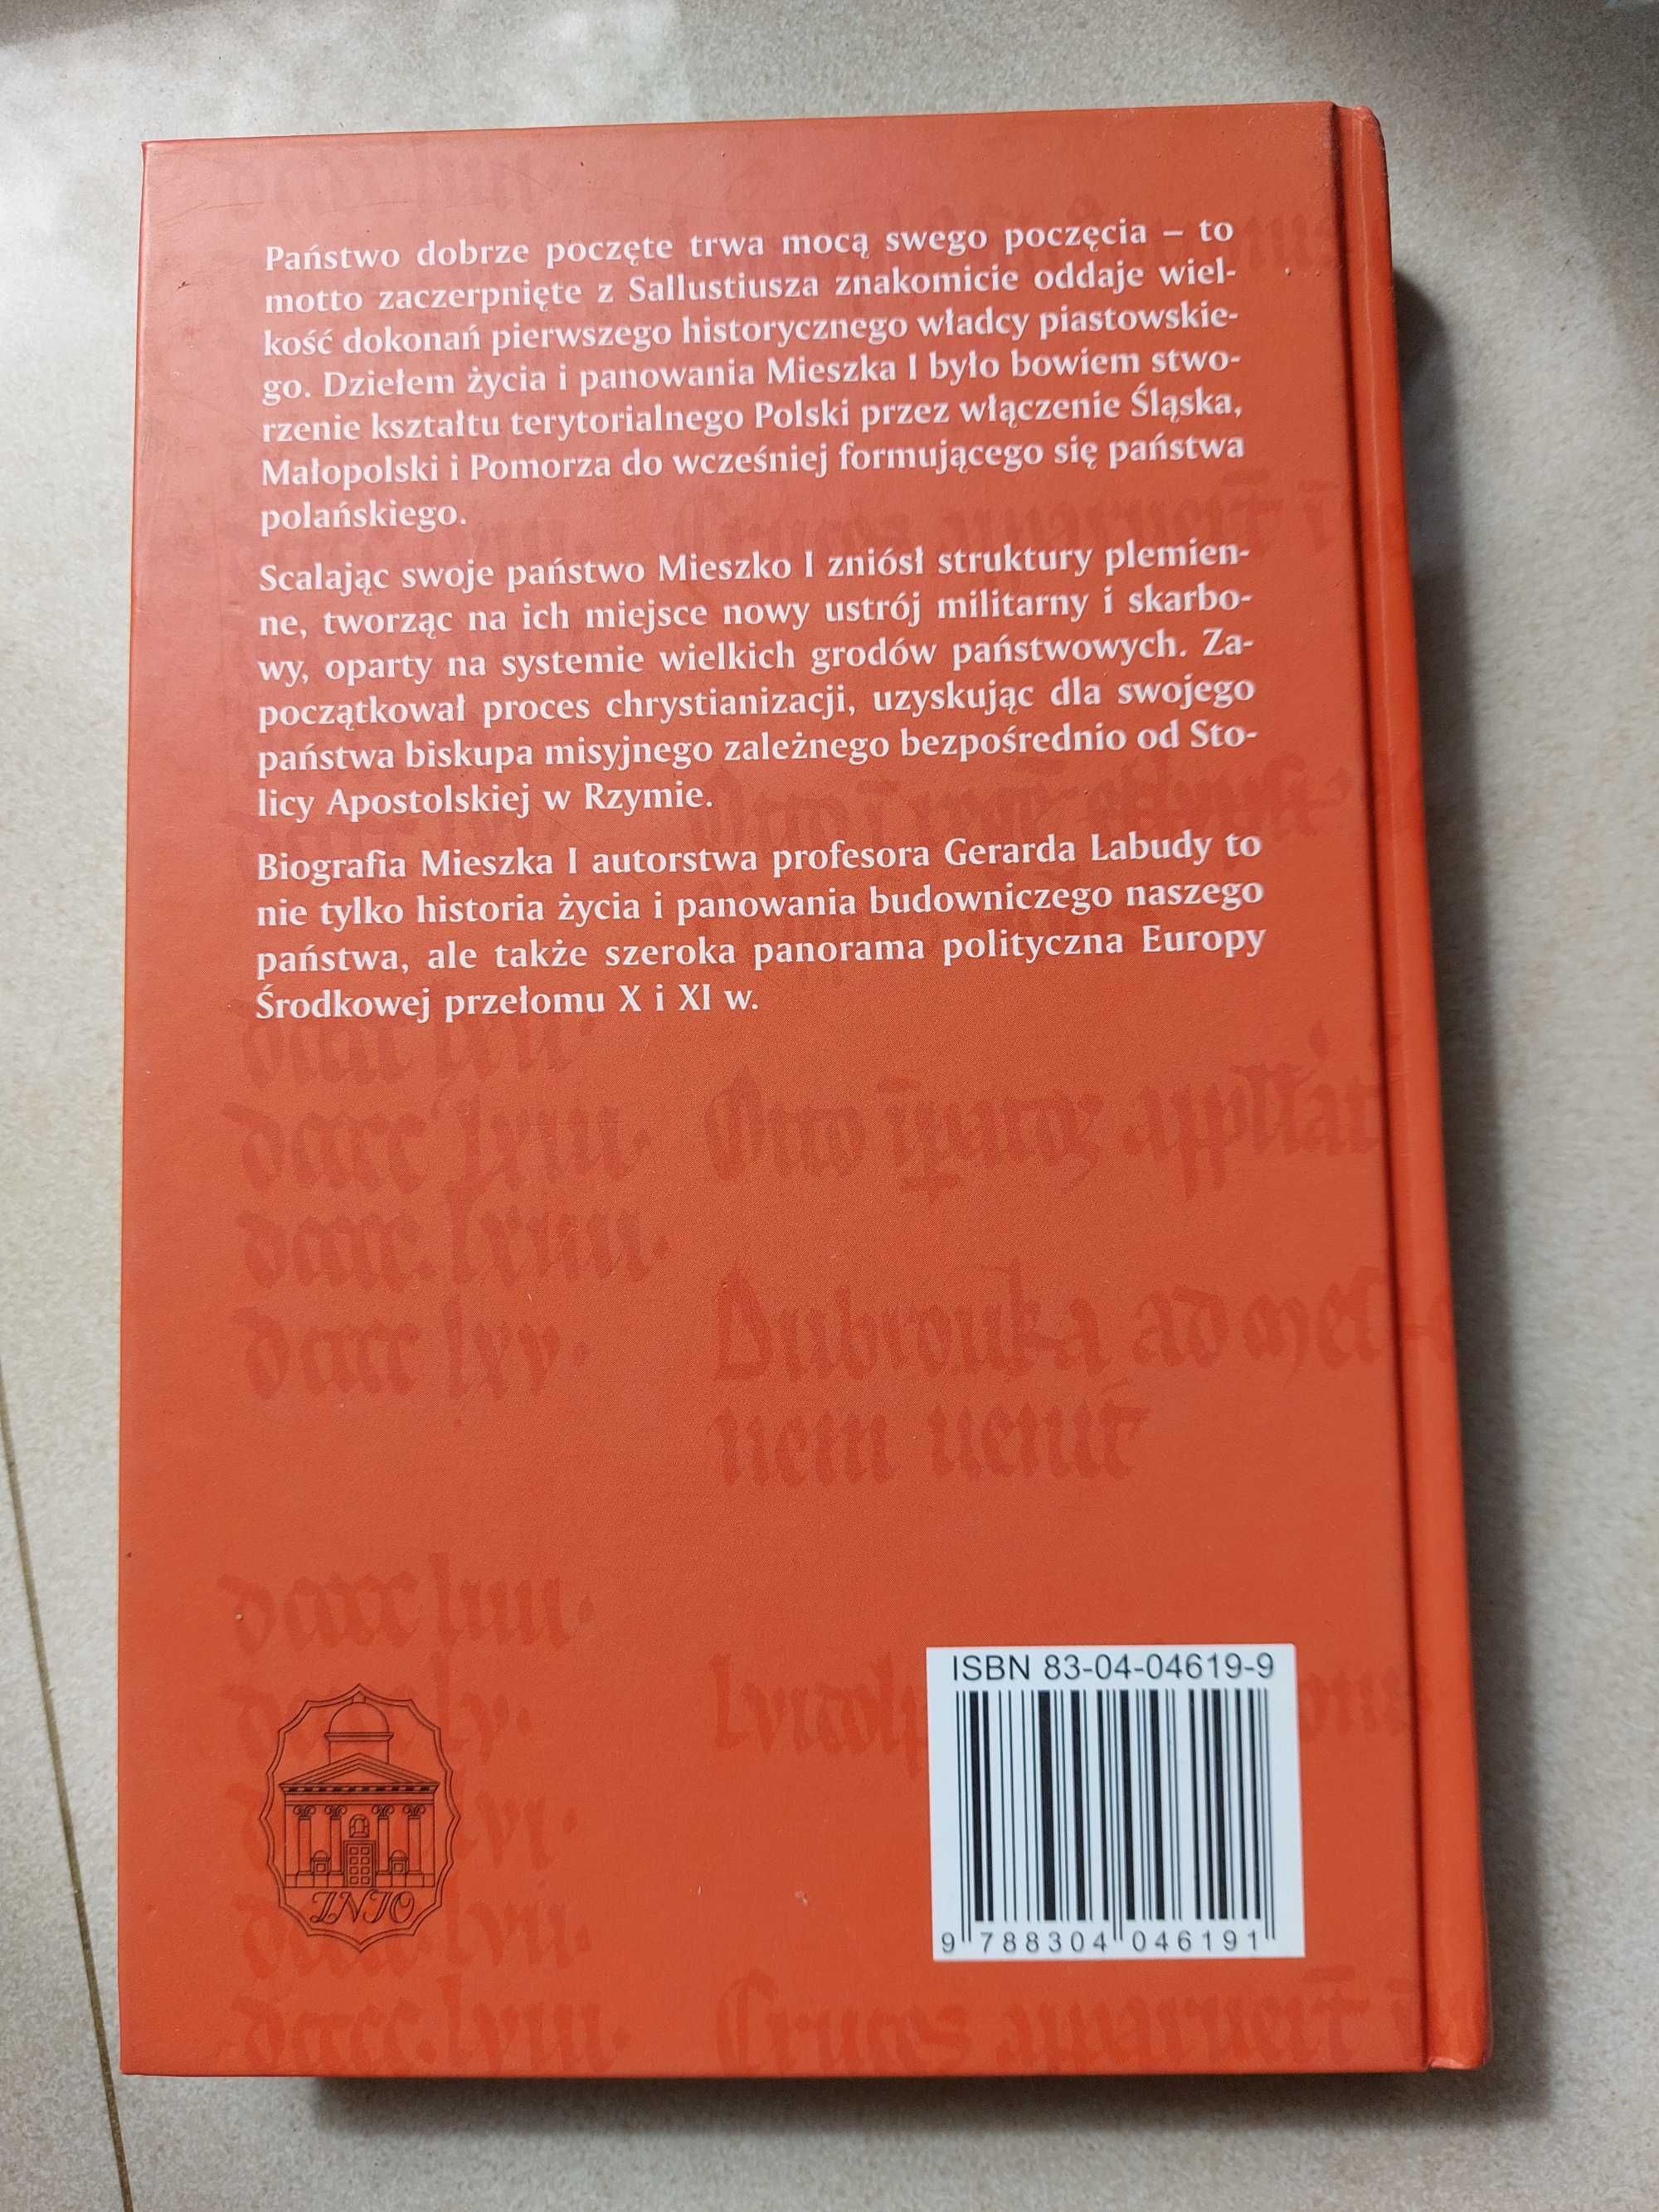 Państwo dobrze poczęte trwa mocą swego poczęcia – to
motto zaczerpnięte z Sallustiusza znakomicie oddaje wiel-
kość dokonań pierwszego historycznego władcy piastowskie-
go. Dziełem życia i panowania Mieszka I było bowiem stwo-
rzenie kształtu terytorialnego Polski przez włączenie Śląska,
Małopolski i Pomorza do wcześniej formującego się państwa
polańskiego.
Scalając swoje państwo Mieszko I zniósł struktury plemien-
ne, tworząc na ich miejsce nowy ustrój militarny i skarbo-
wy, oparty na systemie wielkich grodów państwowych. Za-
początkował proces chrystianizacji, uzyskując dla swojego
państwa biskupa misyjnego zależnego bezpośrednio od Sto-
licy Apostolskiej w Rzymie.
Biografia Mieszka I autorstwa profesora Gerarda Labudy to
nie tylko historia życia i panowania budowniczego naszego
państwa, ale także szeroka panorama polityczna Europy
Środkowej przełomu X i XI w.
Dubrouka ad
nem uenit
ZNIO
ISBN 83-04-04619-9
9 788304 046191